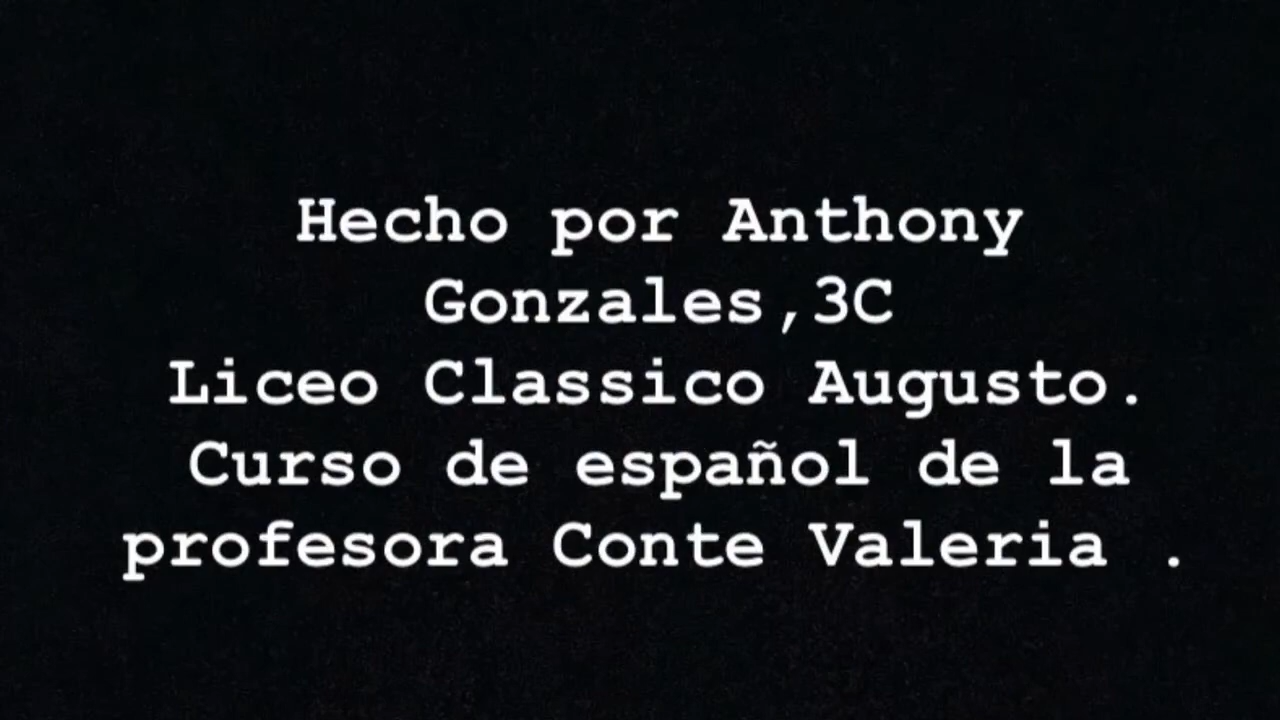 Hecho por Anthony
Gonzales,3C
Liceo Classico Augusto.
Curso de español de la
profesora Conte Valeria .